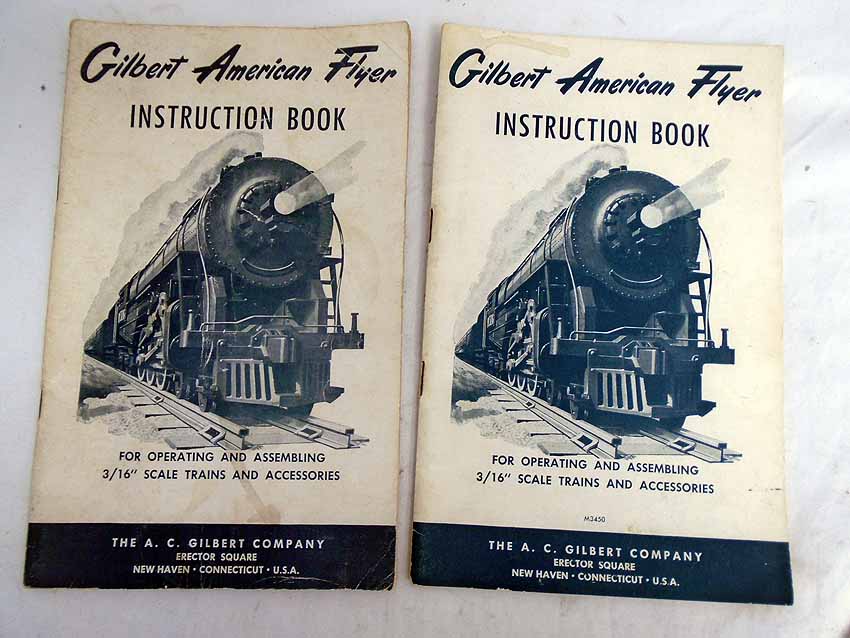 Gilbert American Flyer
INSTRUCTION BOOK
FOR OPERATING AND ASSEMBLING
3/16" SCALE TRAINS AND ACCESSORIES
THE A. C. GILBERT COMPANY
ERECTOR SQUARE
NEW HAVEN • CONNECTICUT • U.S.A.
Gilbert American Flyer
INSTRUCTION BOOK
FOR OPERATING AND ASSEMBLING
3/16" SCALE TRAINS AND ACCESSORIES
M3450
THE A. C. GILBERT COMPANY
ERECTOR SQUARE
NEW HAVEN • CONNECTICUT • U.S.A.